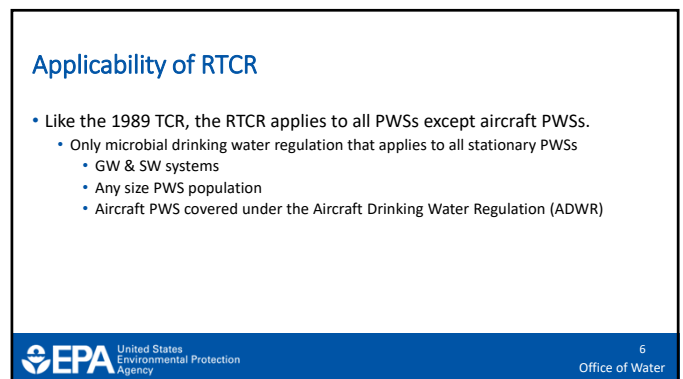 Applicability of RTCR
• Like the 1989 TCR, the RTCR applies to all PWSs except aircraft PWSs.
• Only microbial drinking water regulation that applies to all stationary PWSs
• GW & SW systems
• Any size PWS population
• Aircraft PWS covered under the Aircraft Drinking Water Regulation (ADWR)
EPA
United States
Environmental Protection
Agency
6
Office of Water